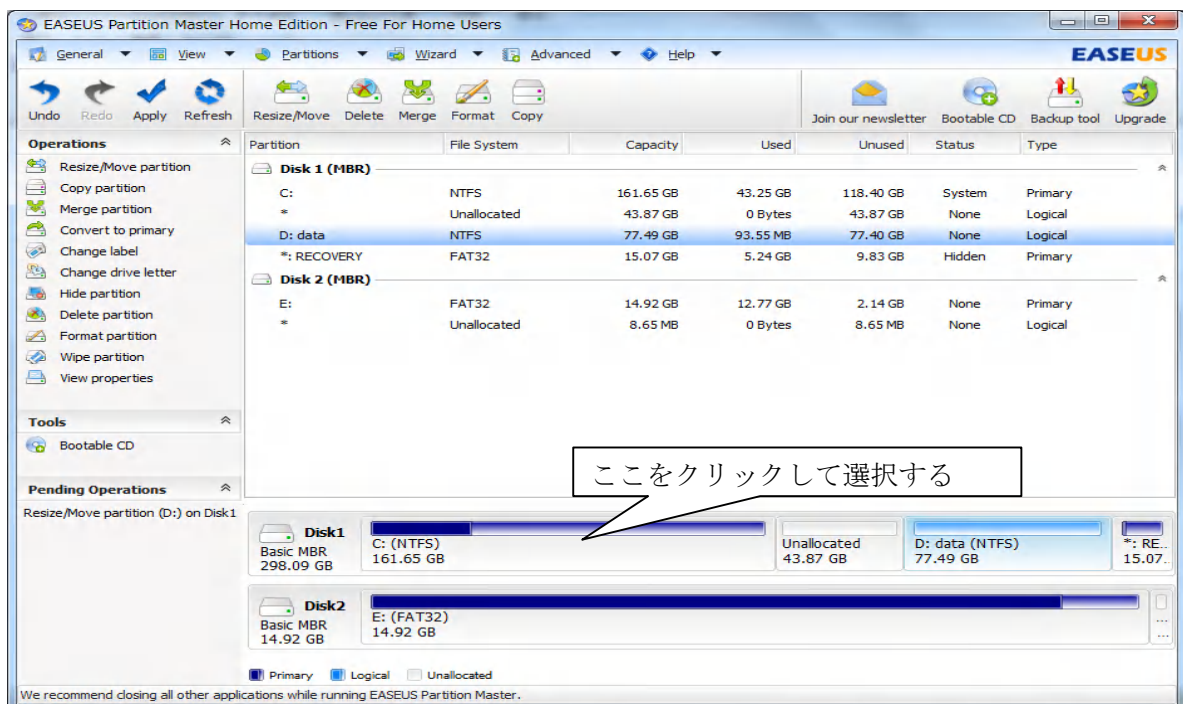 EASEUS Partition Master Home Edition - Free For Home Users
General View Partitions Wizard Advanced Help EASEUS
Undo Redo Apply Refresh Resize/Move Delete Merge Format Copy Join our newsletter Bootable CD Backup tool Upgrade
Operations
Resize/Move partition
Copy partition
Merge partition
Convert to primary
Change label
Change drive letter
Hide partition
Delete partition
Format partition
Wipe partition
View properties
Tools
Bootable CD
Pending Operations
Resize/Move partition (D:) on Disk1
Partition File System Capacity Used Unused Status Type
Disk 1 (MBR)
C: NTFS 161.65 GB 43.25 GB 118.40 GB System Primary
* Unallocated 43.87 GB 0 Bytes 43.87 GB None Logical
D: data NTFS 77.49 GB 93.55 MB 77.40 GB None Logical
*: RECOVERY FAT32 15.07 GB 5.24 GB 9.83 GB Hidden Primary
Disk 2 (MBR)
E: FAT32 14.92 GB 12.77 GB 2.14 GB None Primary
* Unallocated 8.65 MB 0 Bytes 8.65 MB None Logical
ここをクリックして選択する
Disk1
Basic MBR
298.09 GB
C: (NTFS)
161.65 GB
Unallocated
43.87 GB
D: data (NTFS)
77.49 GB
*: RE...
15.07...
Disk2
Basic MBR
14.92 GB
E: (FAT32)
14.92 GB
...
...
Primary Logical Unallocated
We recommend closing all other applications while running EASEUS Partition Master.